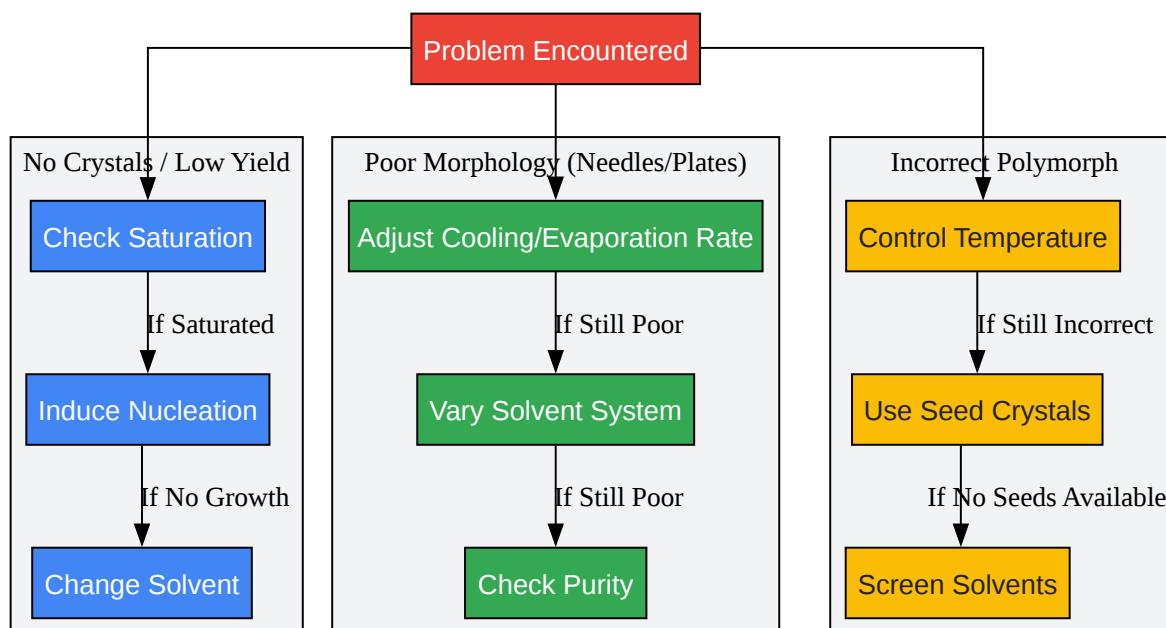 Problem Encountered
No Crystals / Low Yield
Check Saturation
If Saturated
Induce Nucleation
If No Growth
Change Solvent
Poor Morphology (Needles/Plates)
Adjust Cooling/Evaporation Rate
If Still Poor
Vary Solvent System
If Still Poor
Check Purity
Incorrect Polymorph
Control Temperature
If Still Incorrect
Use Seed Crystals
If No Seeds Available
Screen Solvents